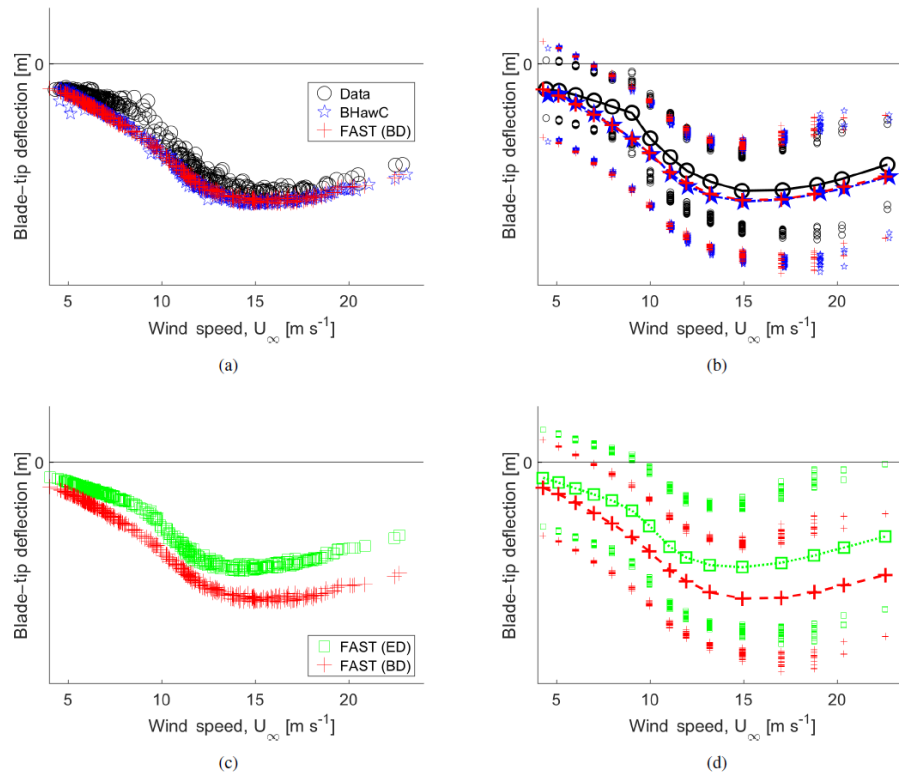 Blade-tip deflection [m]
0
Data
BHawC
FAST (BD)
5 10 15 20
Wind speed, U∞ [m s⁻¹]
(a)
Blade-tip deflection [m]
0
5 10 15 20
Wind speed, U∞ [m s⁻¹]
(b)
Blade-tip deflection [m]
0
FAST (ED)
FAST (BD)
5 10 15 20
Wind speed, U∞ [m s⁻¹]
(c)
Blade-tip deflection [m]
0
5 10 15 20
Wind speed, U∞ [m s⁻¹]
(d)